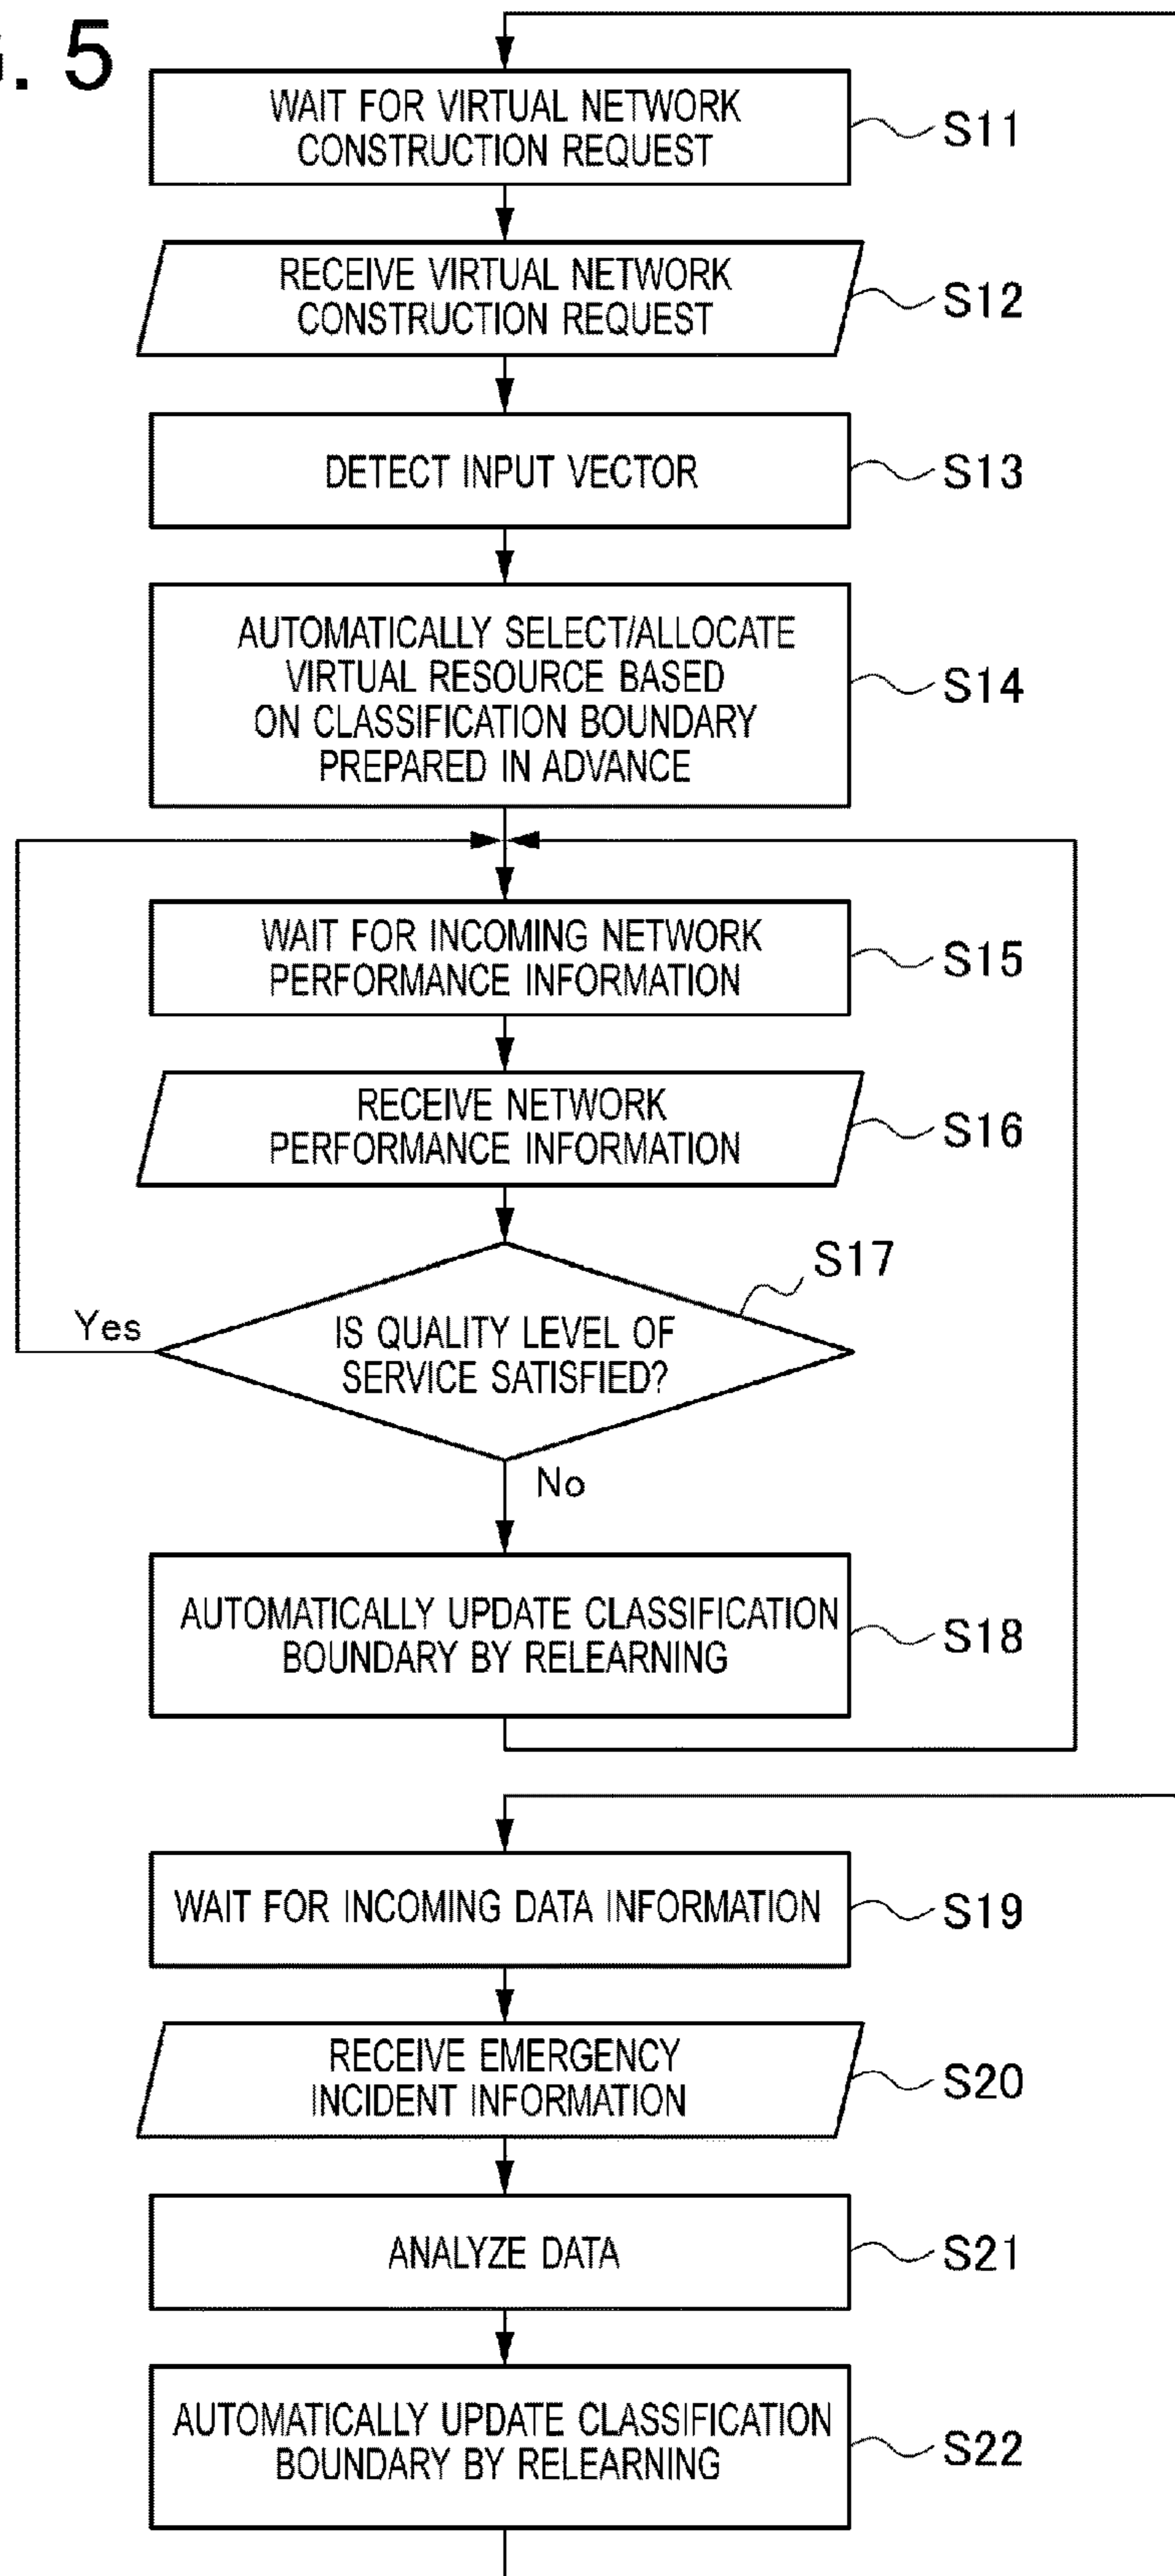 . 5
WAIT FOR VIRTUAL NETWORK
CONSTRUCTION REQUEST
S11
RECEIVE VIRTUAL NETWORK
CONSTRUCTION REQUEST
S12
DETECT INPUT VECTOR
S13
AUTOMATICALLY SELECT/ALLOCATE
VIRTUAL RESOURCE BASED
ON CLASSIFICATION BOUNDARY
PREPARED IN ADVANCE
S14
WAIT FOR INCOMING NETWORK
PERFORMANCE INFORMATION
S15
RECEIVE NETWORK
PERFORMANCE INFORMATION
S16
S17
Yes
IS QUALITY LEVEL OF
SERVICE SATISFIED?
No
AUTOMATICALLY UPDATE CLASSIFICATION
BOUNDARY BY RELEARNING
S18
WAIT FOR INCOMING DATA INFORMATION
S19
RECEIVE EMERGENCY
INCIDENT INFORMATION
S20
ANALYZE DATA
S21
AUTOMATICALLY UPDATE CLASSIFICATION
BOUNDARY BY RELEARNING
S22